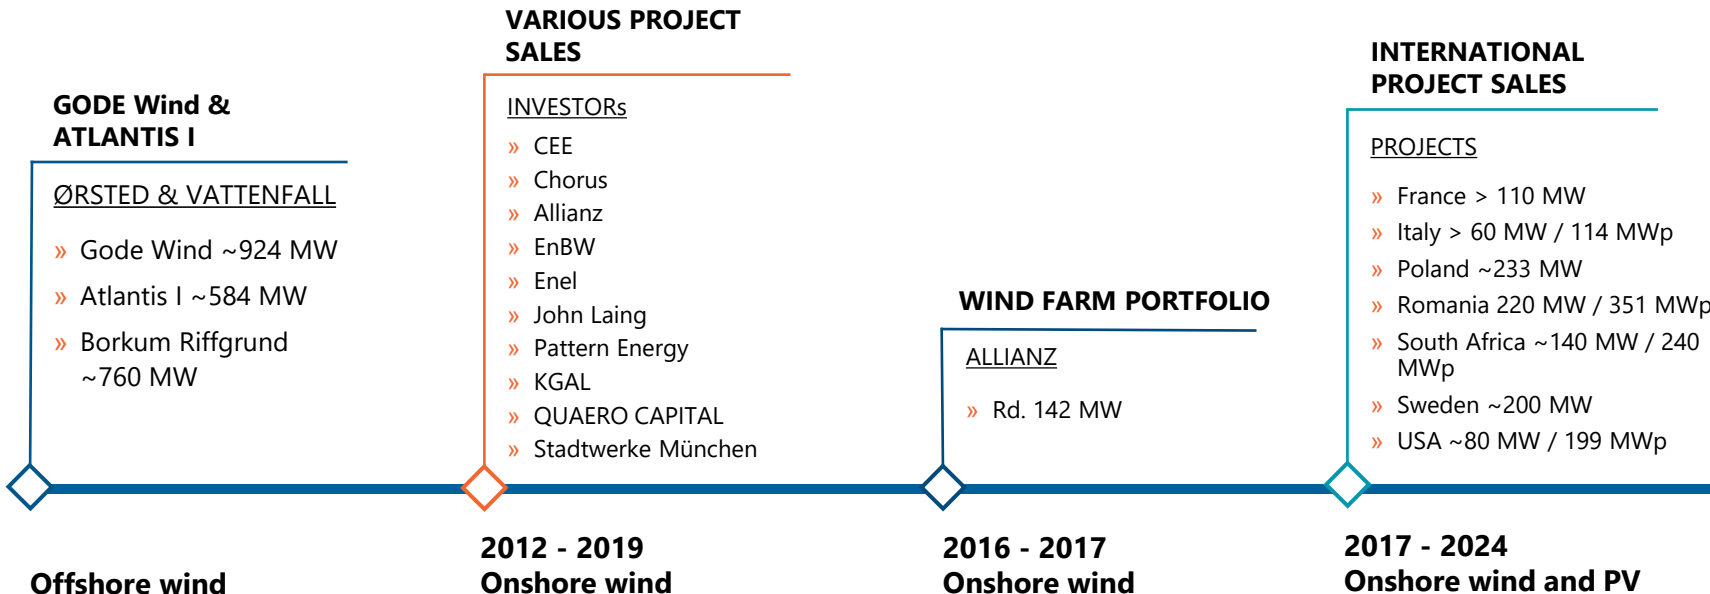 GODE Wind &
ATLANTIS I
ØRSTED & VATTENFALL
» Gode Wind ~924 MW
» Atlantis I ~584 MW
» Borkum Riffgrund
~760 MW
Offshore wind
VARIOUS PROJECT
SALES
INVESTORs
» CEE
» Chorus
» Allianz
» EnBW
» Enel
» John Laing
» Pattern Energy
» KGAL
» QUAERO CAPITAL
» Stadtwerke München
2012 - 2019
Onshore wind
WIND FARM PORTFOLIO
ALLIANZ
» Rd. 142 MW
2016 - 2017
Onshore wind
INTERNATIONAL
PROJECT SALES
PROJECTS
» France > 110 MW
» Italy > 60 MW / 114 MWp
» Poland ~233 MW
» Romania 220 MW / 351 MWp
» South Africa ~140 MW / 240
MWp
» Sweden ~200 MW
» USA ~80 MW / 199 MWp
2017 - 2024
Onshore wind and PV